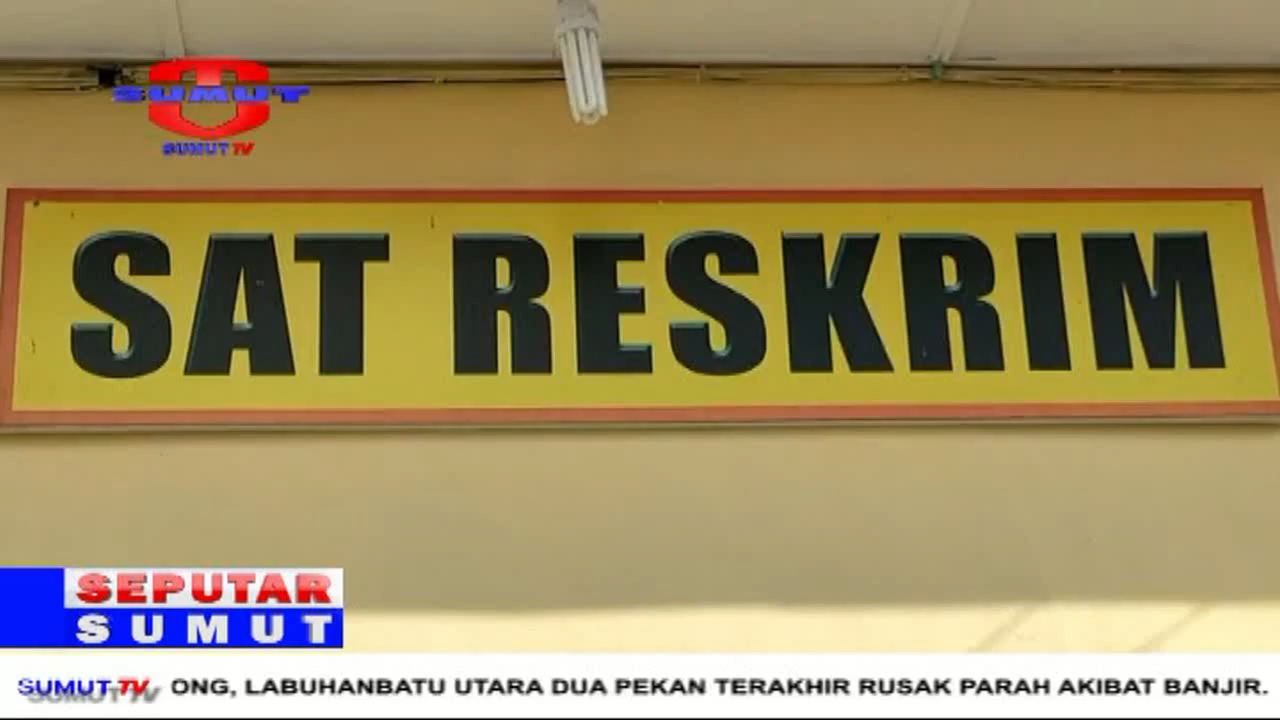 SUMUT
SUMUT TV
SAT RESKRIM
SEPUTAR
SUMUT
SUMUT TV ONG, LABUHANBATU UTARA DUA PEKAN TERAKHIR RUSAK PARAH AKIBAT BANJIR.